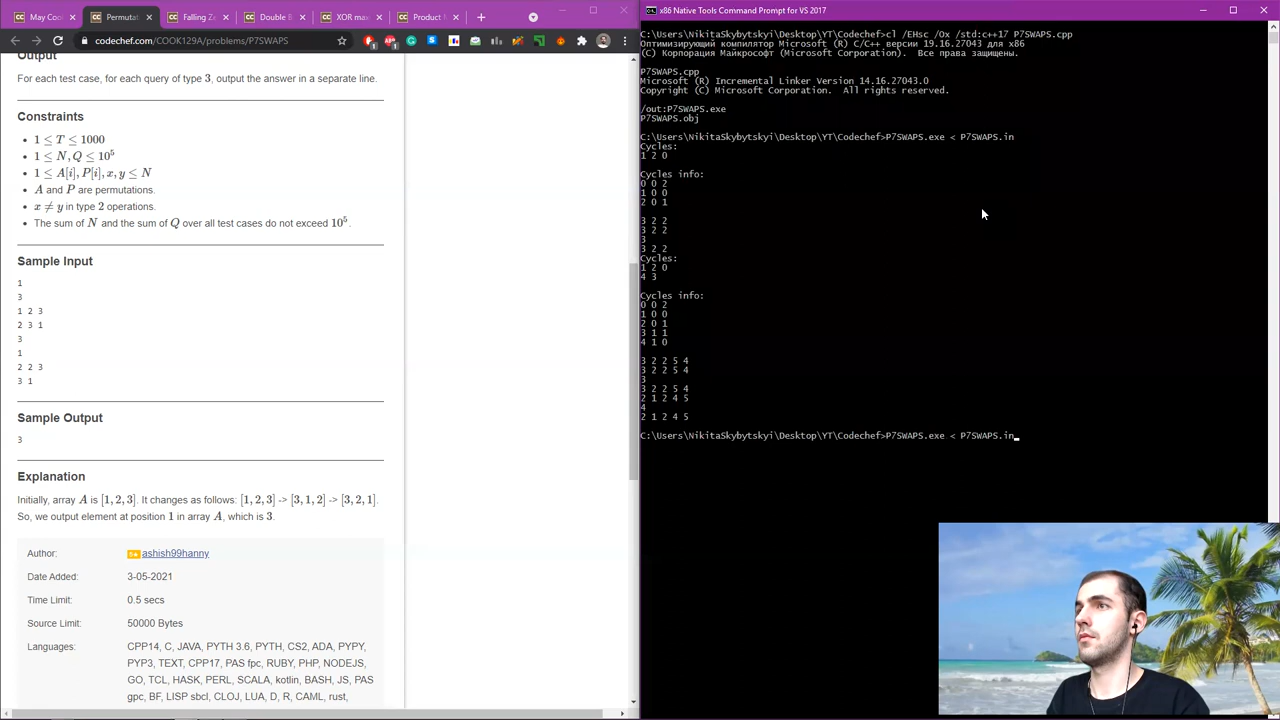 May Cool
Permutat
Falling Ze
Double B
XOR max
Product R
codechef.com/COOK129A/problems/P7SWAPS
Output
For each test case, for each query of type 3, output the answer in a separate line.
Constraints
1 ≤ T ≤ 1000
1 ≤ N, Q ≤ 10^5
1 ≤ A[i], P[i], x, y ≤ N
A and P are permutations.
x ≠ y in type 2 operations.
The sum of N and the sum of Q over all test cases do not exceed 10^5.
Sample Input
1
3
1 2 3
2 3 1
3
1
2 2 3
3 1
Sample Output
3
Explanation
Initially, array A is [1, 2, 3]. It changes as follows: [1, 2, 3] -> [3, 1, 2] -> [3, 2, 1].
So, we output element at position 1 in array A, which is 3.
Author: 5★ ashish99hanny
Date Added: 3-05-2021
Time Limit: 0.5 secs
Source Limit: 50000 Bytes
Languages: CPP14, C, JAVA, PYTH 3.6, PYTH, CS2, ADA, PYPY,
PYP3, TEXT, CPP17, PAS fpc, RUBY, PHP, NODEJS,
GO, TCL, HASK, PERL, SCALA, kotlin, BASH, JS, PAS
gpc, BF, LISP sbcl, CLOJ, LUA, D, R, CAML, rust,
x86 Native Tools Command Prompt for VS 2017
C:\Users\NikitaSkybytskyi\Desktop\YT\Codechef>cl /EHsc /Ox /std:c++17 P7SWAPS.cpp
Оптимизирующий компилятор Microsoft (R) C/C++ версии 19.16.27043 для x86
(C) Корпорация Майкрософт (Microsoft Corporation).  Все права защищены.
P7SWAPS.cpp
Microsoft (R) Incremental Linker Version 14.16.27043.0
Copyright (C) Microsoft Corporation.  All rights reserved.
/out:P7SWAPS.exe
P7SWAPS.obj
C:\Users\NikitaSkybytskyi\Desktop\YT\Codechef>P7SWAPS.exe < P7SWAPS.in
Cycles:
1 2 0
Cycles info:
0 0 2
1 0 0
2 0 1
3 2 2
3 2 2
3
3 2 2
Cycles:
1 2 0
4 3
Cycles info:
0 0 2
1 0 0
2 0 1
3 1 1
4 1 0
3 2 2 5 4
3 2 2 5 4
3
3 2 2 5 4
2 1 2 4 5
4
2 1 2 4 5
C:\Users\NikitaSkybytskyi\Desktop\YT\Codechef>P7SWAPS.exe < P7SWAPS.in